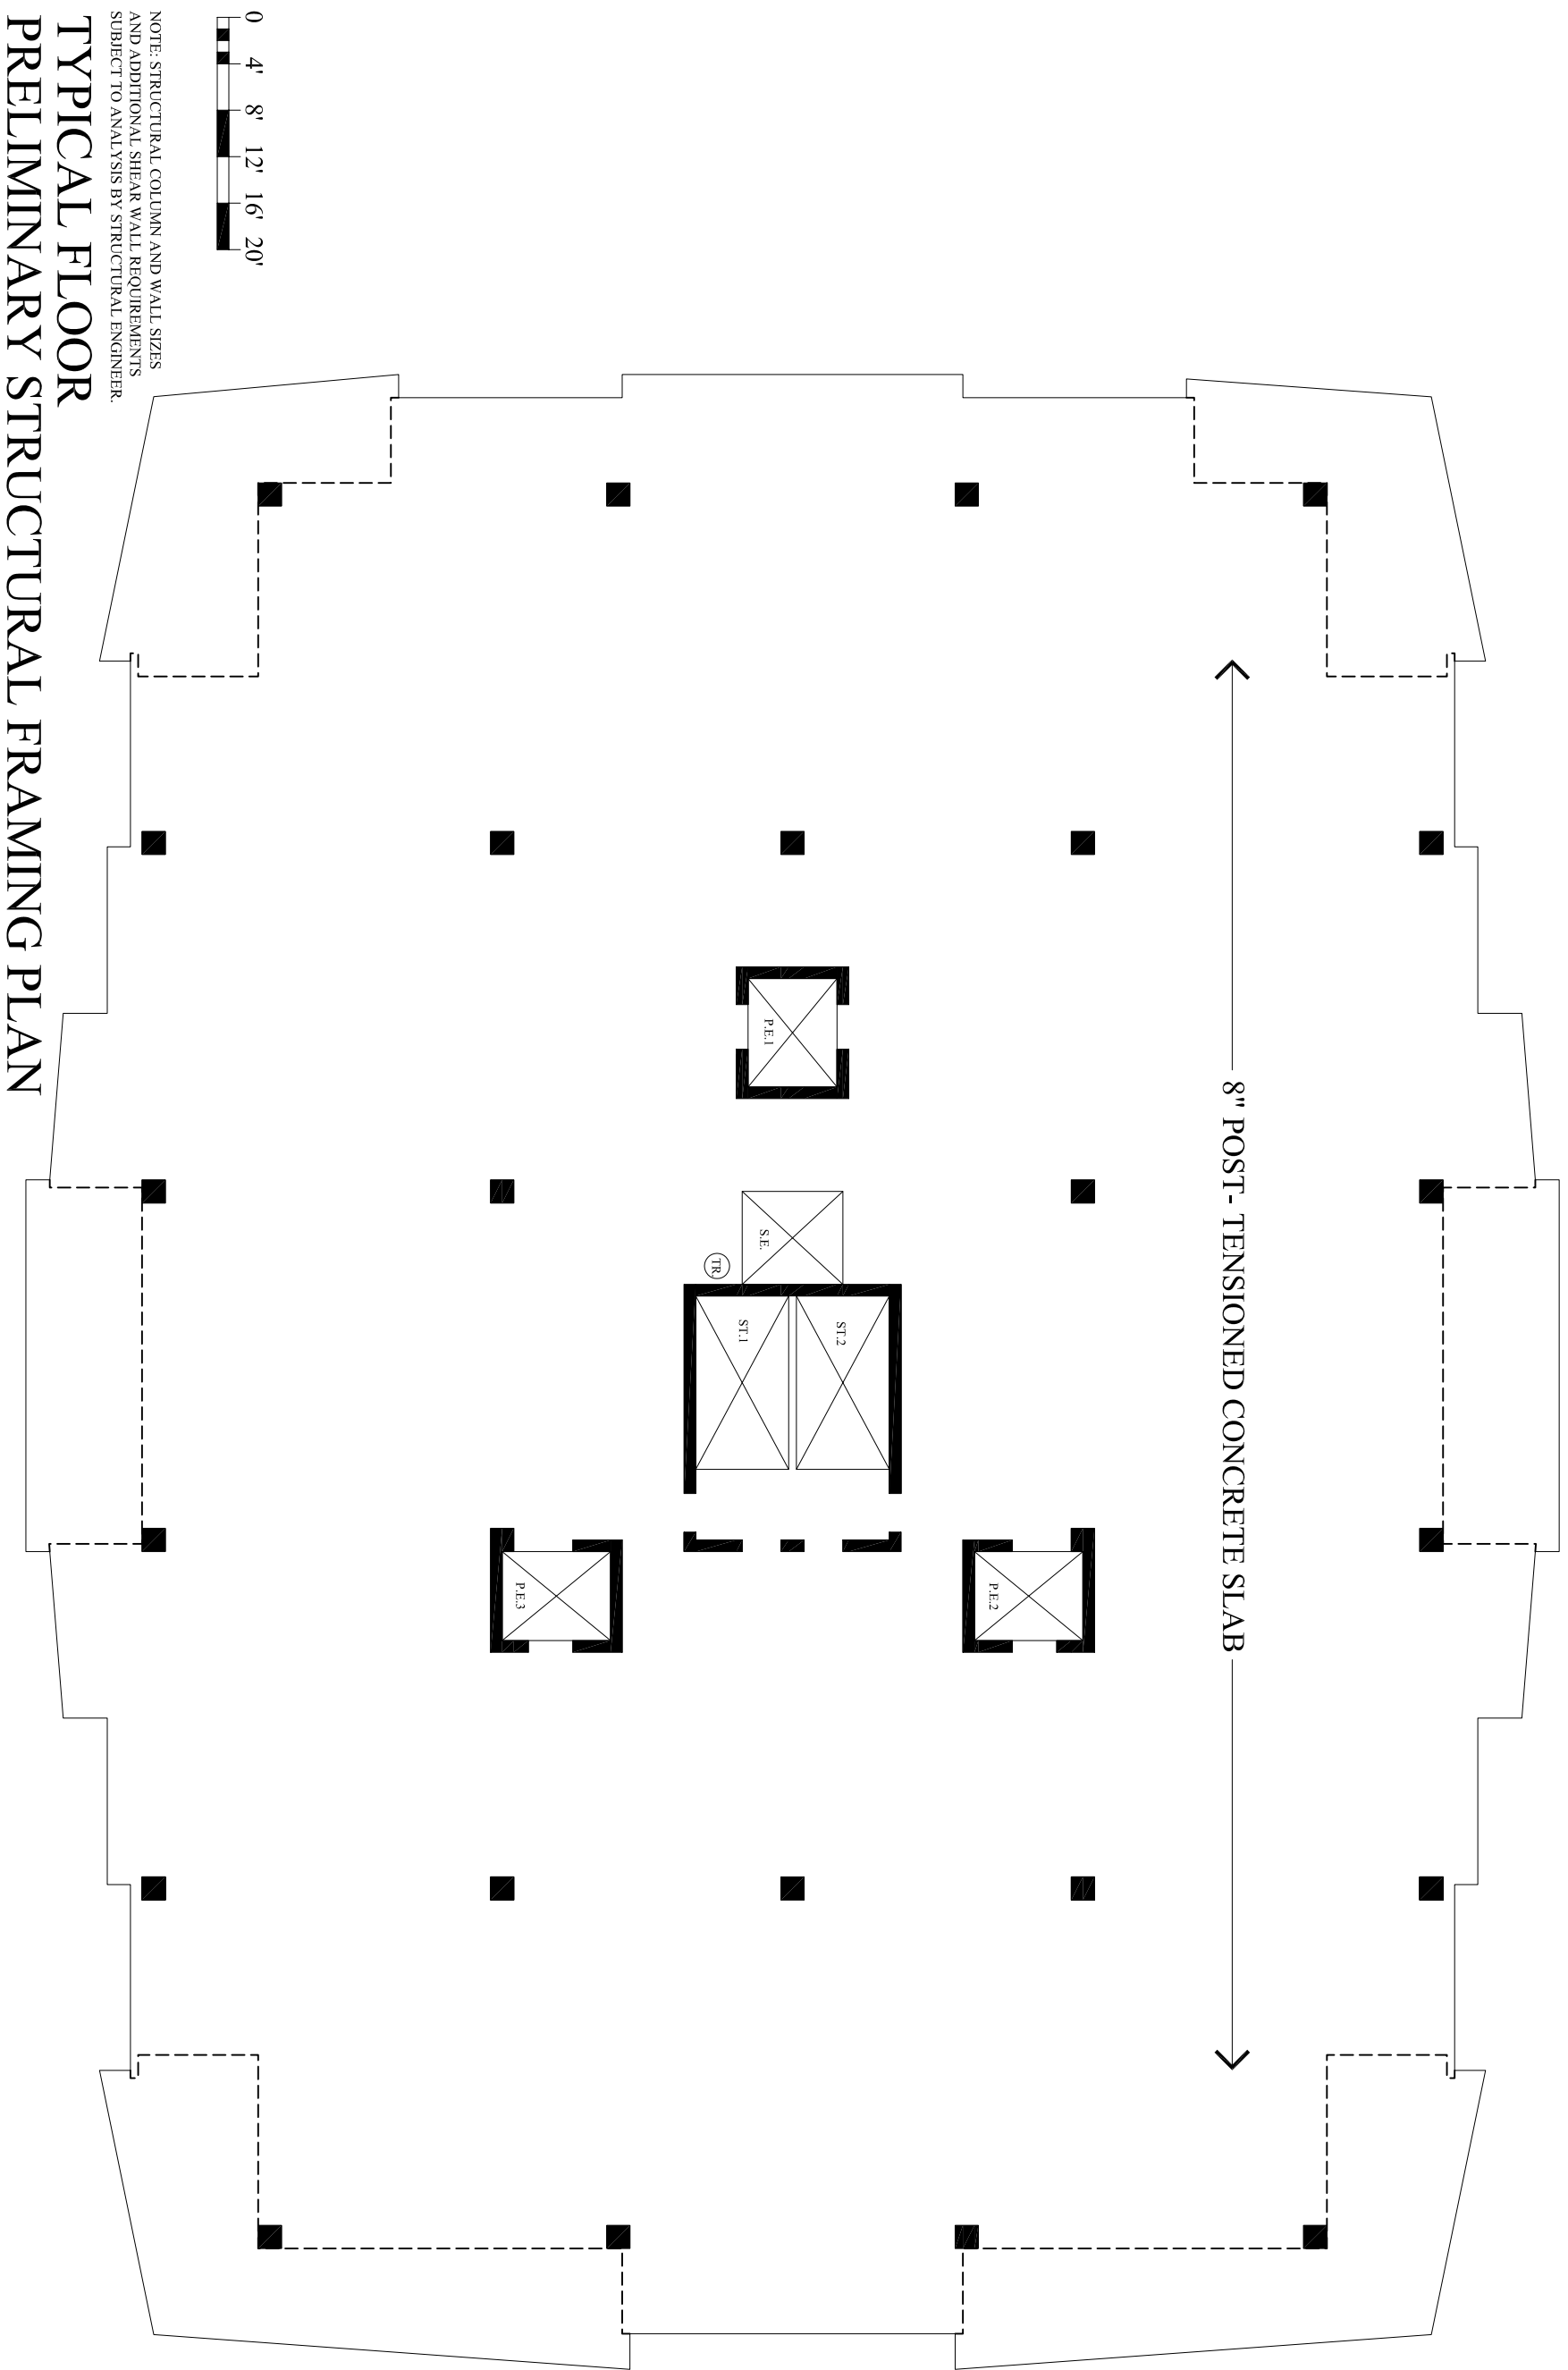 P.E.1
S.E.
TR.
ST.1
ST.2
P.E.3
P.E.2
8" POST- TENSIONED CONCRETE SLAB
0 4' 8' 12' 16' 20'
NOTE: STRUCTURAL COLUMN AND WALL SIZES
AND ADDITIONAL SHEAR WALL REQUIREMENTS
SUBJECT TO ANALYSIS BY STRUCTURAL ENGINEER.
TYPICAL FLOOR
PRELIMINARY STRUCTURAL FRAMING PLAN